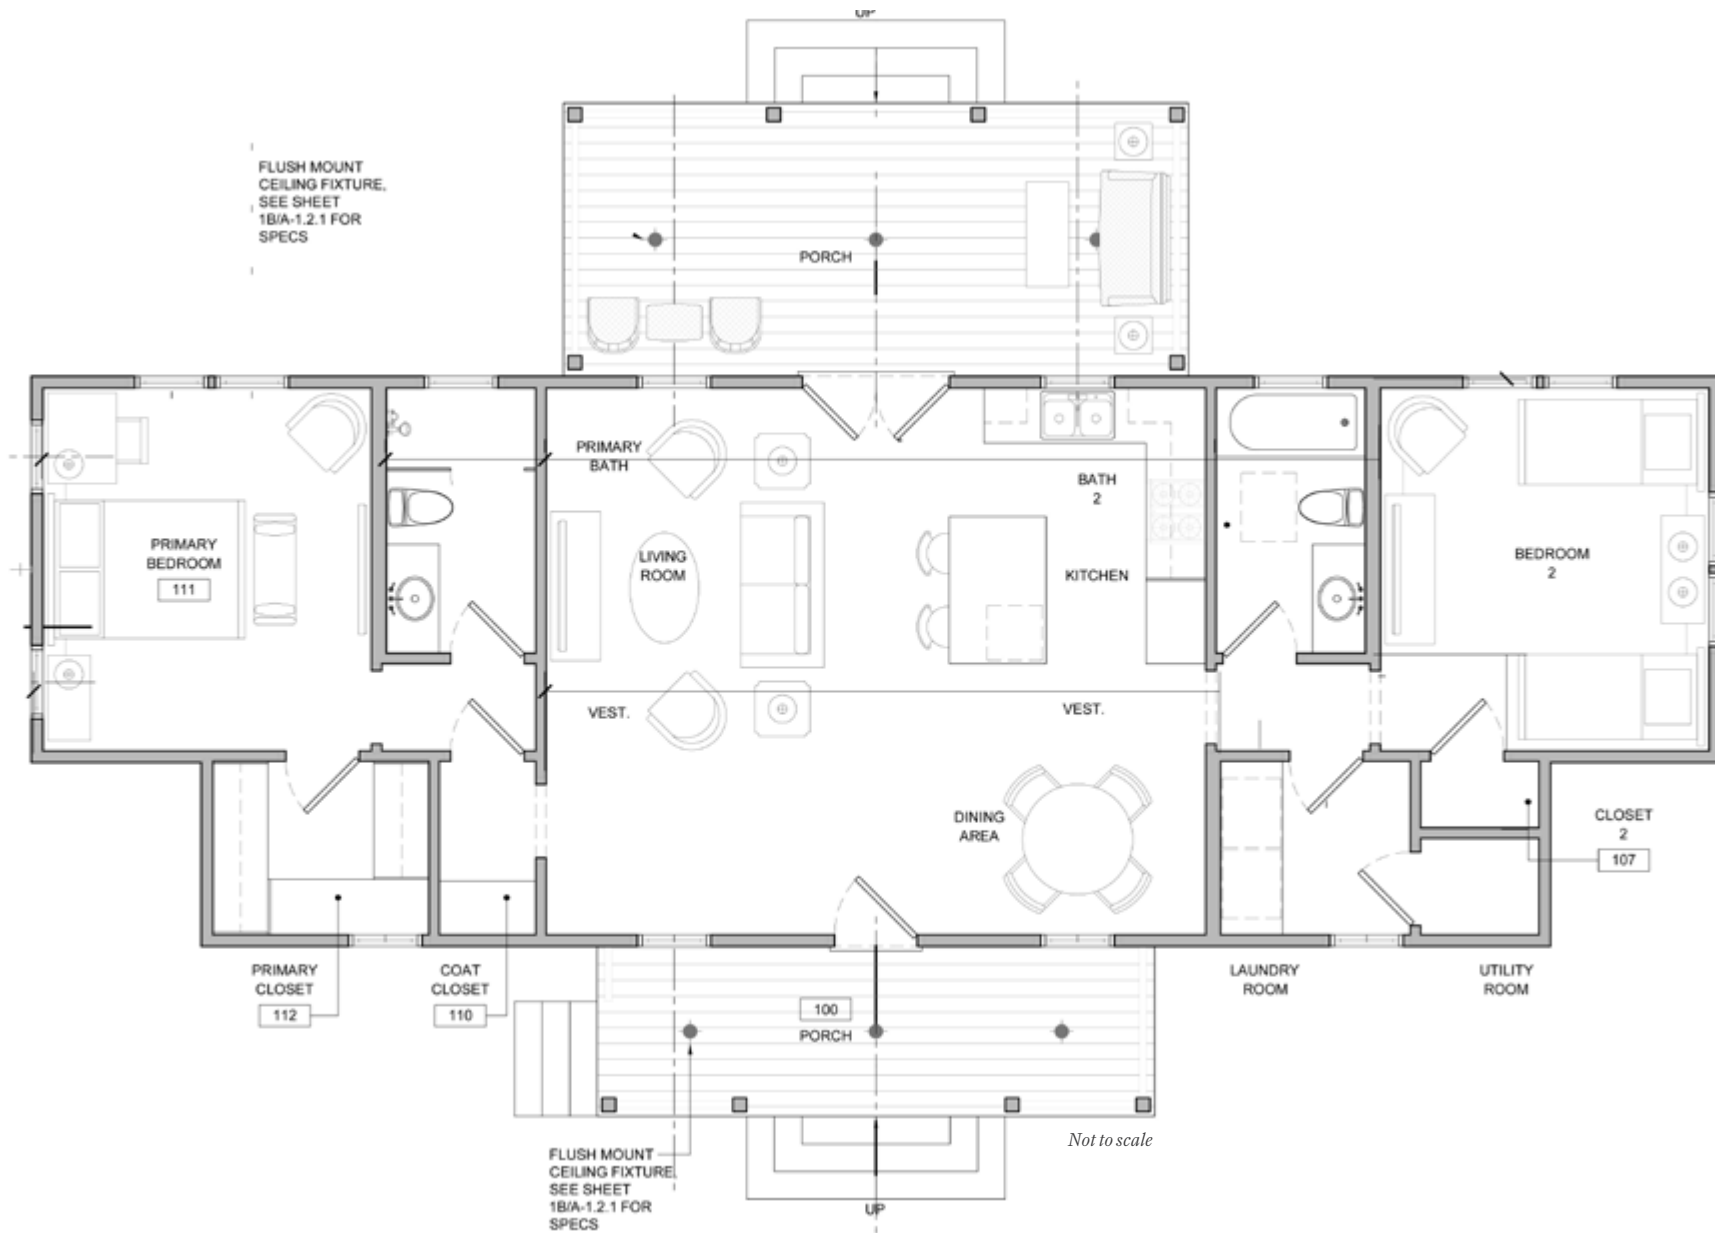 UP
FLUSH MOUNT
CEILING FIXTURE,
SEE SHEET
1B/A-1.2.1 FOR
SPECS
PORCH
PRIMARY
BATH
BATH
2
PRIMARY
BEDROOM
111
LIVING
ROOM
KITCHEN
BEDROOM
2
VEST.
VEST.
DINING
AREA
CLOSET
2
107
PRIMARY
CLOSET
112
COAT
CLOSET
110
LAUNDRY
ROOM
UTILITY
ROOM
100
PORCH
Not to scale
FLUSH MOUNT
CEILING FIXTURE
SEE SHEET
1B/A-1.2.1 FOR
SPECS
UP